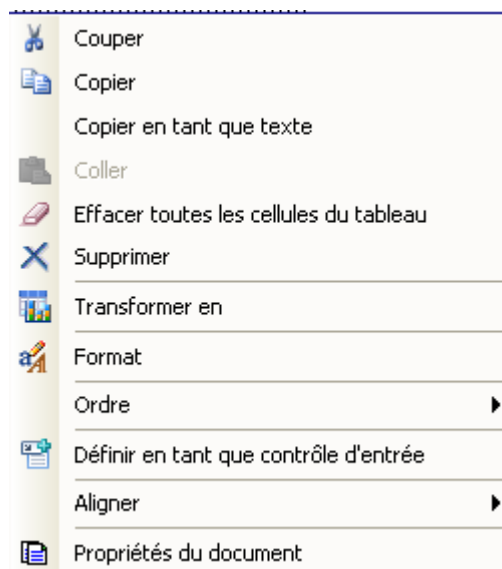 Couper
Copier
Copier en tant que texte
Coller
Effacer toutes les cellules du tableau
Supprimer
Transformer en
Format
Ordre
Définir en tant que contrôle d'entrée
Aligner
Propriétés du document